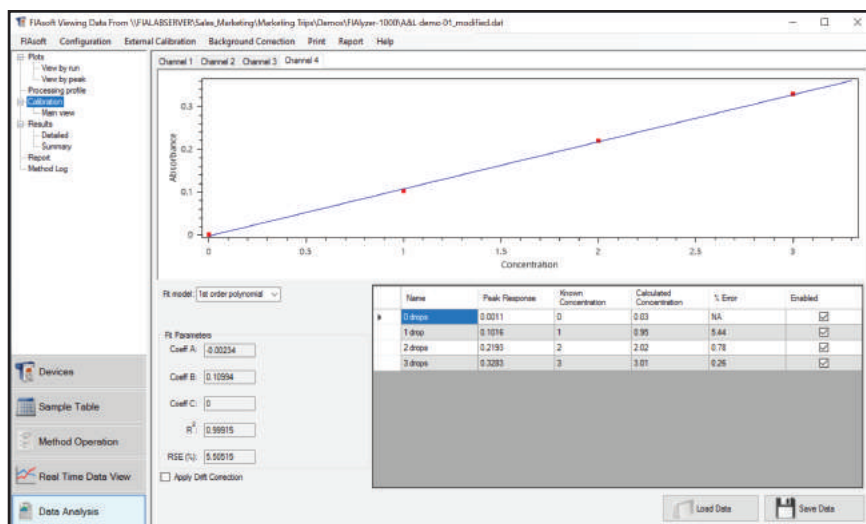 FIAsoft Viewing Data From \\FIALABSERVER\Sales_Marketing\Marketing Trips\Demos\FIAlyzer-1000\A&L demo-01_modified.dat
FIAsoft Configuration External Calibration Background Correction Print Report Help
Plots
View by run
View by peak
Processing profile
Calibration
Main view
Results
Detailed
Summary
Report
Method Log
Channel 1 Channel 2 Channel 3 Channel 4
Absorbance
0.3
0.2
0.1
0
0 0.5 1 1.5 2 2.5 3
Concentration
Fit model: 1st order polynomial
Fit Parameters
Coeff A: -0.00234
Coeff B: 0.10994
Coeff C: 0
R²: 0.99915
RSE (%): 5.50515
Apply Drift Correction
Name Peak Response Known Concentration Calculated Concentration % Error Enabled
0 drops 0.0011 0 0.03 NA
1 drop 0.1016 1 0.95 5.44
2 drops 0.2193 2 2.02 0.78
3 drops 0.3283 3 3.01 0.26
Devices
Sample Table
Method Operation
Real Time Data View
Data Analysis
Load Data
Save Data